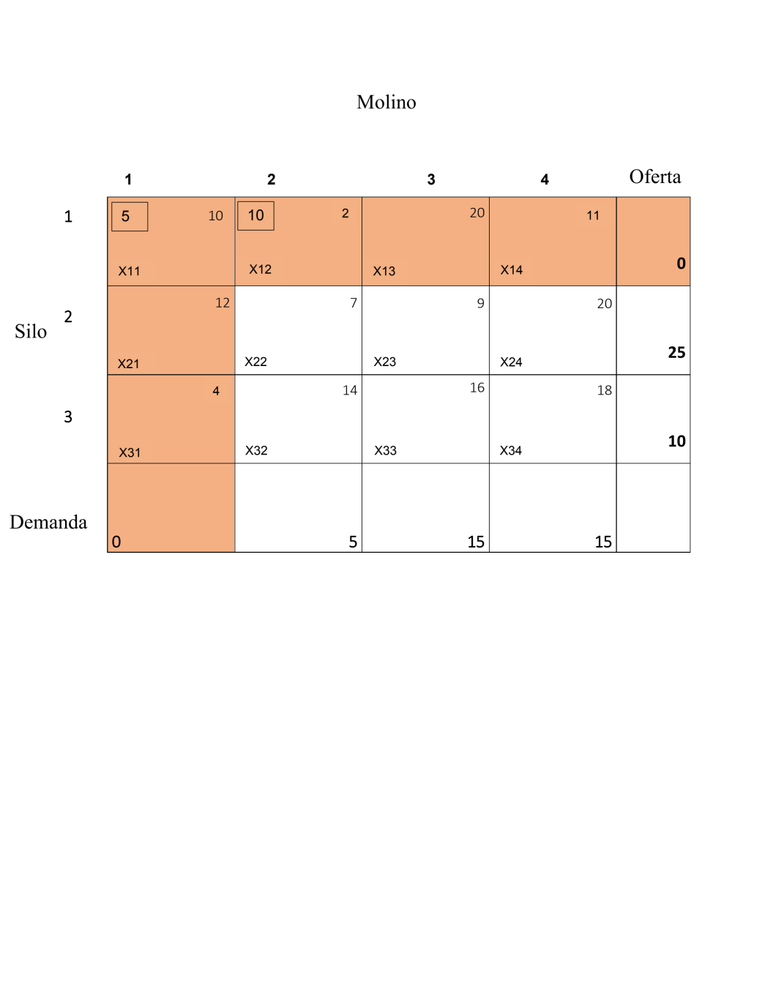 Molino
1 2 3 4 Oferta
1 5 10 10 2 20 11
X11 X12 X13 X14 0
2 12 7 9 20
Silo
X21 X22 X23 X24 25
3 4 14 16 18
X31 X32 X33 X34 10
Demanda
0 5 15 15